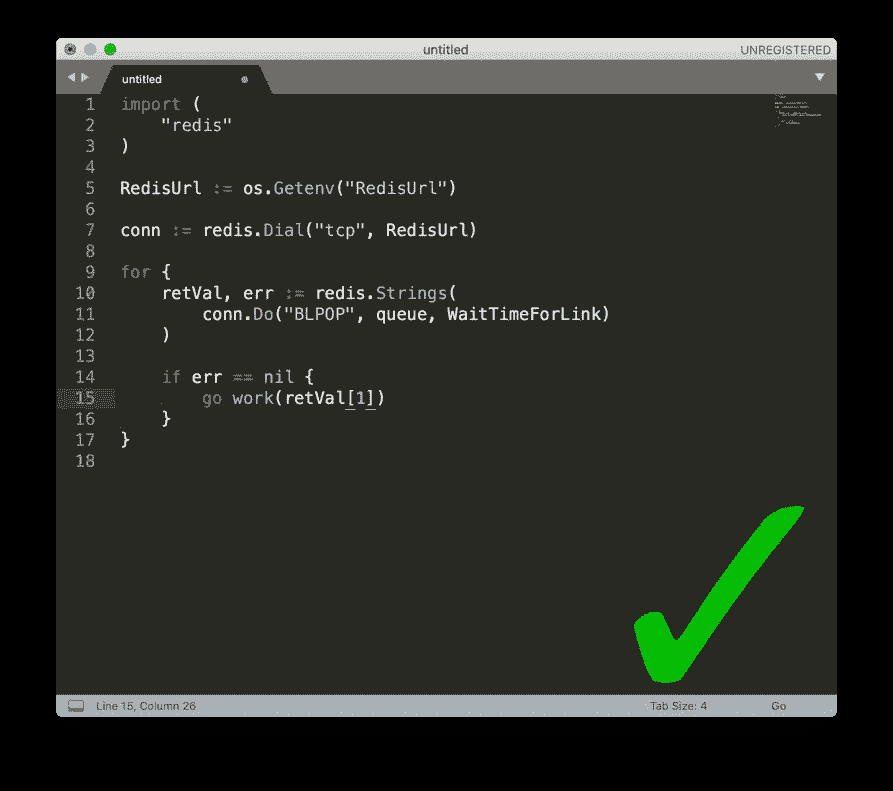 untitled
UNREGISTERED
untitled
1 import (
2     "redis"
3 )
4
5 RedisUrl := os.Getenv("RedisUrl")
6
7 conn := redis.Dial("tcp", RedisUrl)
8
9 for {
10     retVal, err := redis.Strings(
11         conn.Do("BLPOP", queue, WaitTimeForLink)
12     )
13
14     if err == nil {
15         go work(retVal[1])
16     }
17 }
18
Line 15, Column 26
Tab Size: 4
Go